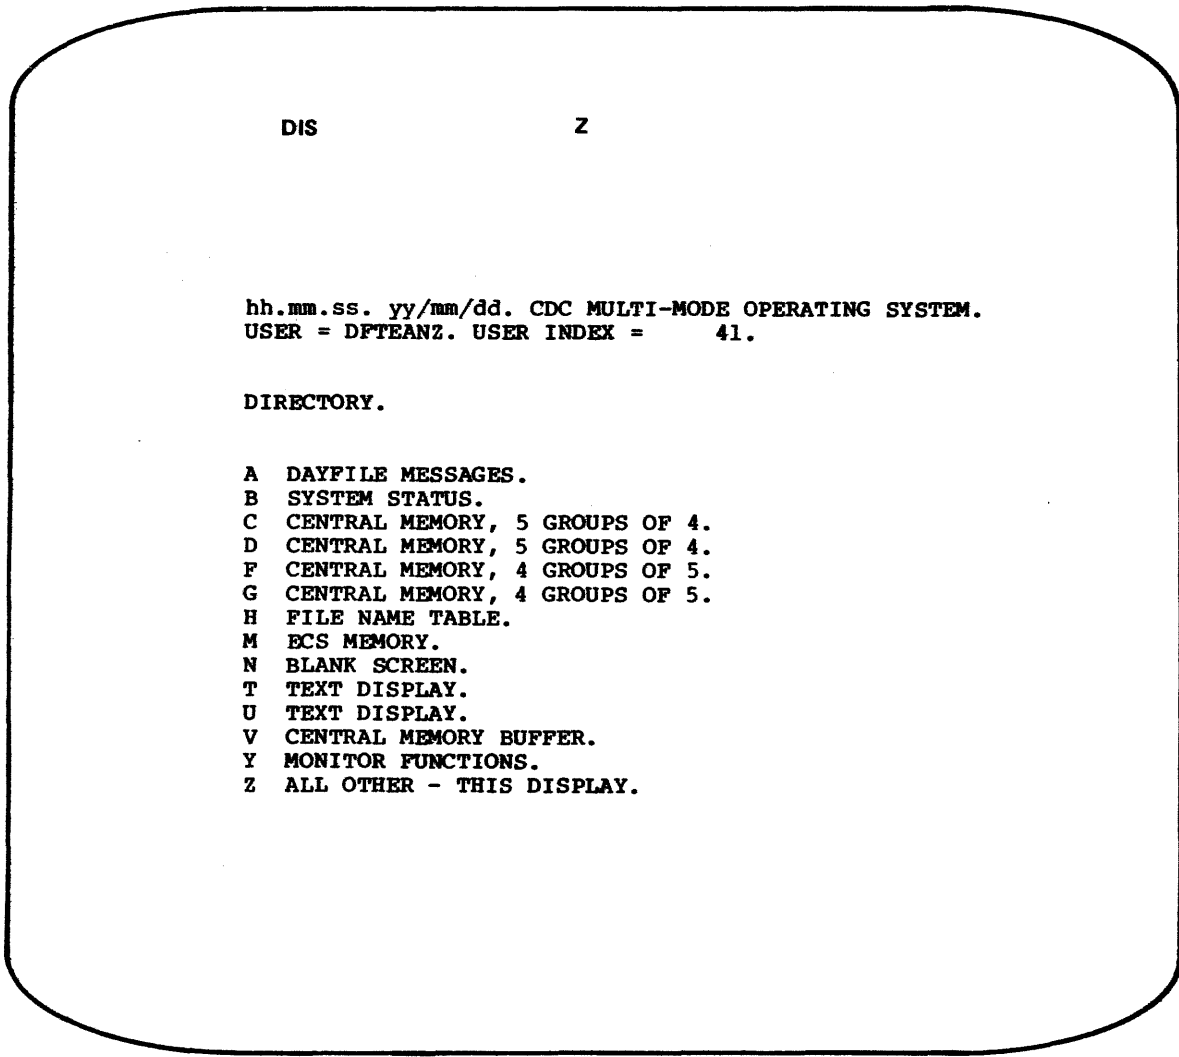 DIS Z
hh.mm.ss. yy/mm/dd. CDC MULTI-MODE OPERATING SYSTEM.
USER = DFTEANZ. USER INDEX = 41.
DIRECTORY.
A DAYFILE MESSAGES.
B SYSTEM STATUS.
C CENTRAL MEMORY, 5 GROUPS OF 4.
D CENTRAL MEMORY, 5 GROUPS OF 4.
F CENTRAL MEMORY, 4 GROUPS OF 5.
G CENTRAL MEMORY, 4 GROUPS OF 5.
H FILE NAME TABLE.
M ECS MEMORY.
N BLANK SCREEN.
T TEXT DISPLAY.
U TEXT DISPLAY.
V CENTRAL MEMORY BUFFER.
Y MONITOR FUNCTIONS.
Z ALL OTHER - THIS DISPLAY.